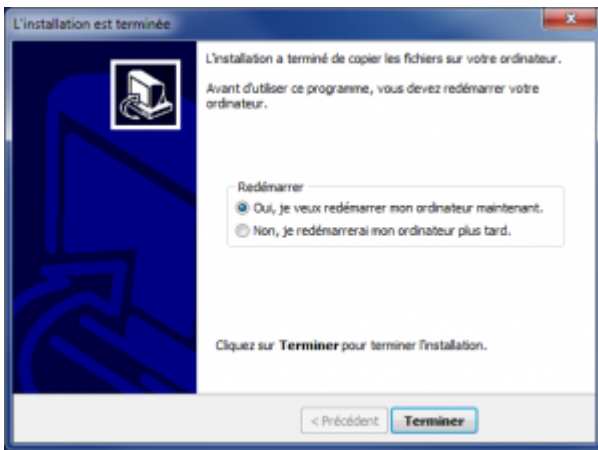 L'installation est terminée
L'installation a terminé de copier les fichiers sur votre ordinateur.
Avant d'utiliser ce programme, vous devez redémarrer votre
ordinateur.
Redémarrer
Oui, je veux redémarrer mon ordinateur maintenant.
Non, je redémarrerai mon ordinateur plus tard.
Cliquez sur Terminer pour terminer l'installation.
< Précédent Terminer